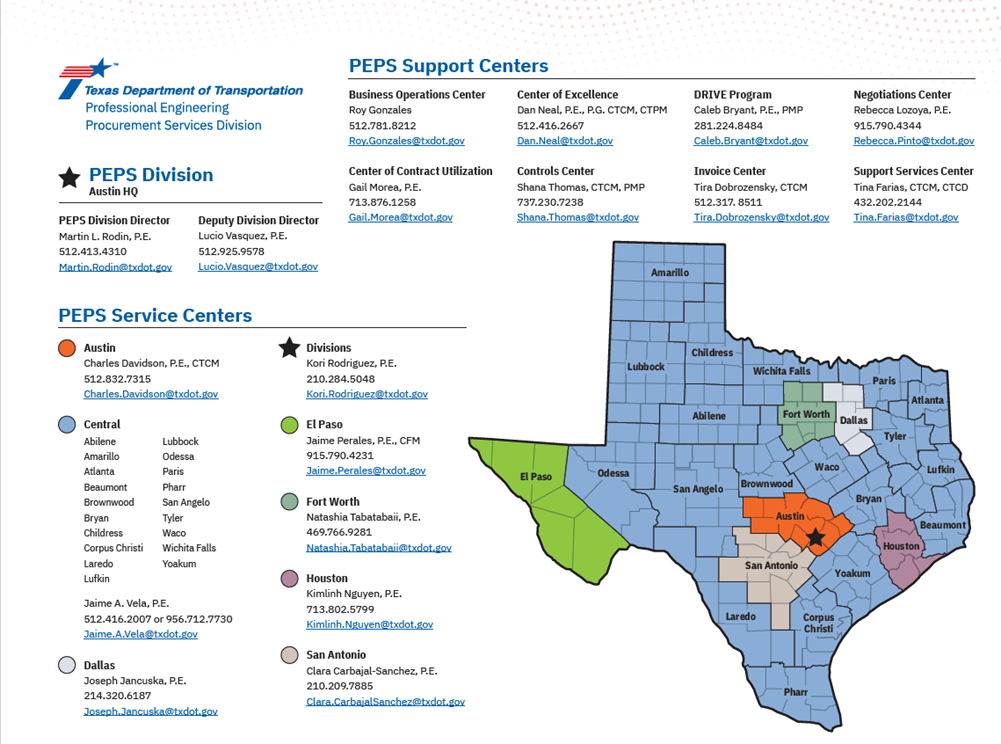 Texas Department of Transportation
Professional Engineering
Procurement Services Division
PEPS Division
Austin HQ
PEPS Division Director
Martin L. Rodin, P.E.
512.413.4310
Martin.Rodin@txdot.gov
Deputy Division Director
Lucio Vasquez, P.E.
512.925.9578
Lucio.Vasquez@txdot.gov
PEPS Support Centers
Business Operations Center
Roy Gonzales
512.781.8212
Roy.Gonzales@txdot.gov
Center of Excellence
Dan Neal, P.E., P.G. CTCM, CTPM
512.416.2667
Dan.Neal@txdot.gov
DRIVE Program
Caleb Bryant, P.E., PMP
281.224.8484
Caleb.Bryant@txdot.gov
Negotiations Center
Rebecca Lozoya, P.E.
915.790.4344
Rebecca.Pinto@txdot.gov
Center of Contract Utilization
Gail Morea, P.E.
713.876.1258
Gail.Morea@txdot.gov
Controls Center
Shana Thomas, CTCM, PMP
737.230.7238
Shana.Thomas@txdot.gov
Invoice Center
Tira Dobrozensky, CTCM
512.317. 8511
Tira.Dobrozensky@txdot.gov
Support Services Center
Tina Farias, CTCM, CTCD
432.202.2144
Tina.Farias@txdot.gov
PEPS Service Centers
Austin
Charles Davidson, P.E., CTCM
512.832.7315
Charles.Davidson@txdot.gov
Central
Abilene
Amarillo
Atlanta
Beaumont
Brownwood
Bryan
Childress
Corpus Christi
Laredo
Lufkin
Lubbock
Odessa
Paris
Pharr
San Angelo
Tyler
Waco
Wichita Falls
Yoakum
Jaime A. Vela, P.E.
512.416.2007 or 956.712.7730
Jaime.A.Vela@txdot.gov
Dallas
Joseph Jancuska, P.E.
214.320.6187
Joseph.Jancuska@txdot.gov
Divisions
Kori Rodriguez, P.E.
210.284.5048
Kori.Rodriguez@txdot.gov
El Paso
Jaime Perales, P.E., CFM
915.790.4231
Jaime.Perales@txdot.gov
Fort Worth
Natashia Tabatabaii, P.E.
469.766.9281
Natashia.Tabatabaii@txdot.gov
Houston
Kimlinh Nguyen, P.E.
713.802.5799
Kimlinh.Nguyen@txdot.gov
San Antonio
Clara Carbajal-Sanchez, P.E.
210.209.7885
Clara.CarbajalSanchez@txdot.gov
Amarillo
Childress
Lubbock
Wichita Falls
Paris
Atlanta
Abilene
Fort Worth
Dallas
Tyler
El Paso
Odessa
San Angelo
Brownwood
Waco
Lufkin
Bryan
Austin
Beaumont
Houston
San Antonio
Yoakum
Laredo
Corpus
Christi
Pharr